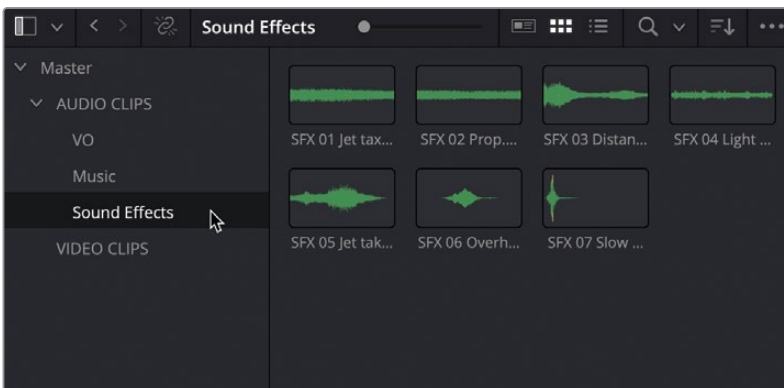 Sound Effects
Master
AUDIO CLIPS
VO
Music
Sound Effects
VIDEO CLIPS
SFX 01 Jet tax...
SFX 02 Prop....
SFX 03 Distan...
SFX 04 Light ...
SFX 05 Jet tak...
SFX 06 Overh...
SFX 07 Slow ...